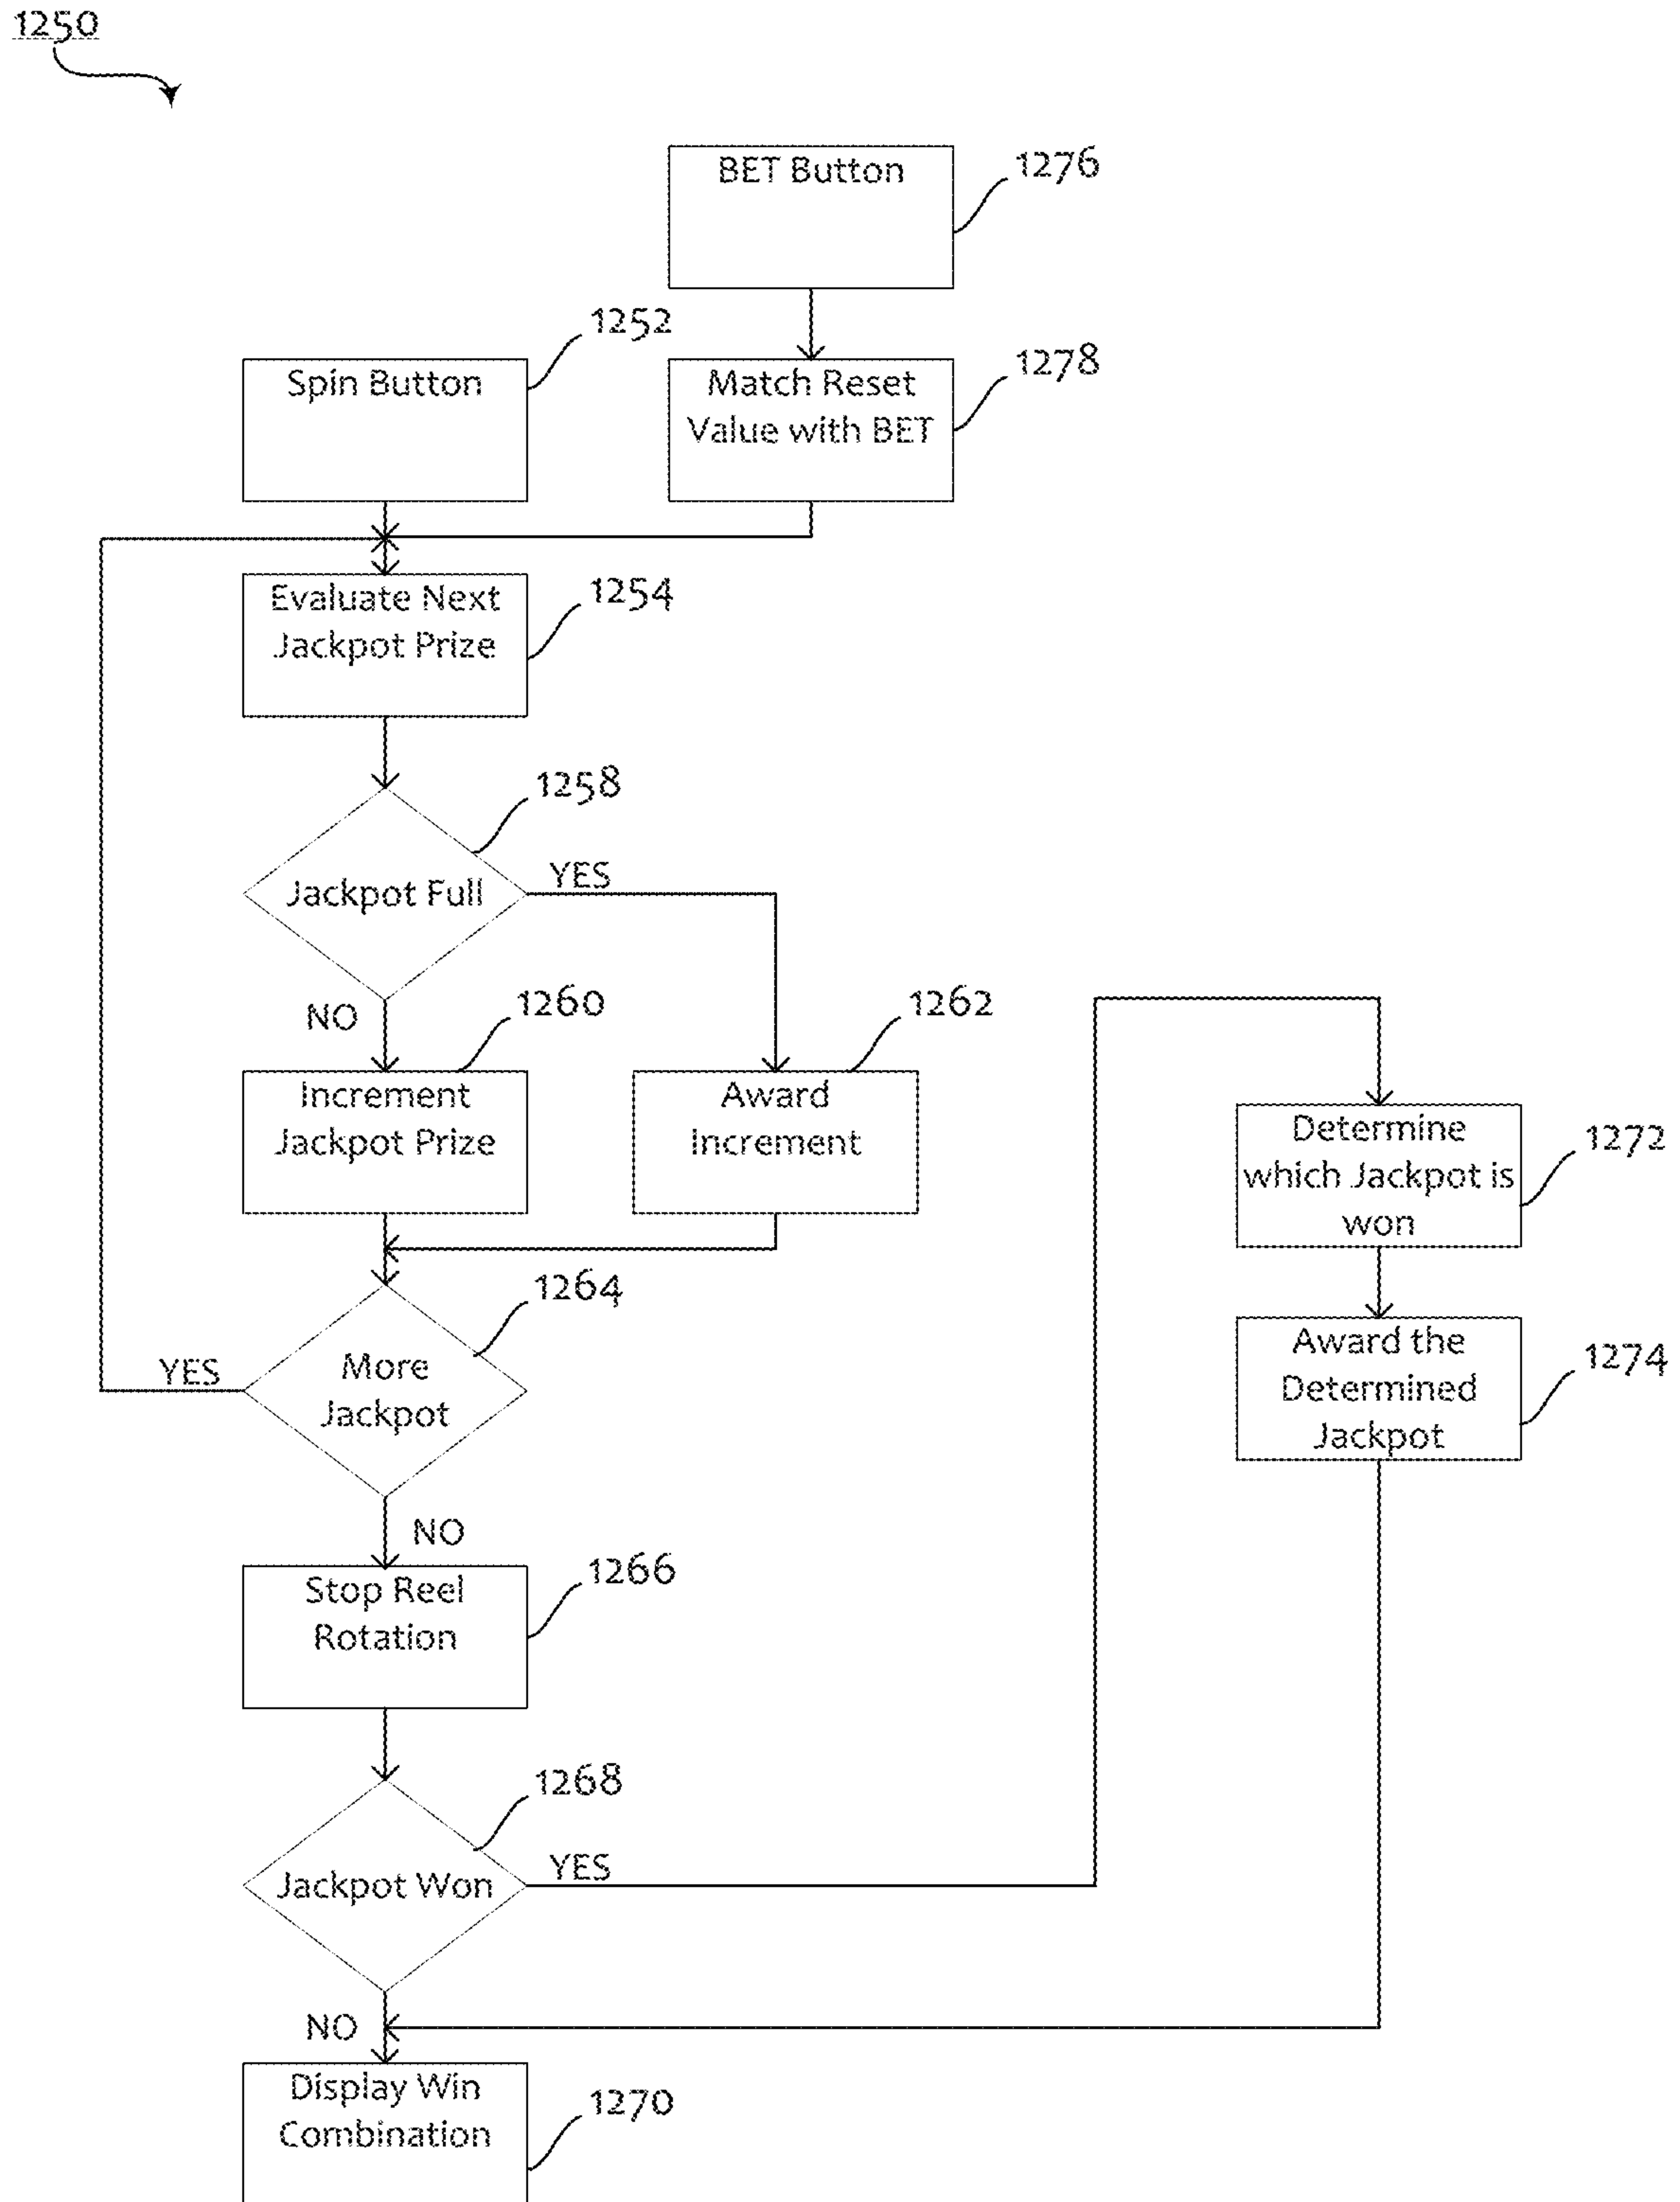 1250
BET Button
1276
1252
Spin Button
Match Reset
Value with BET
1278
Evaluate Next
Jackpot Prize
1254
1258
Jackpot Full
YES
NO
1260
Increment
Jackpot Prize
1262
Award
Increment
Determine
which Jackpot is
won
1272
1264
More
Jackpot
YES
NO
Award the
Determined
Jackpot
1274
Stop Reel
Rotation
1266
1268
Jackpot Won
YES
NO
Display Win
Combination
1270